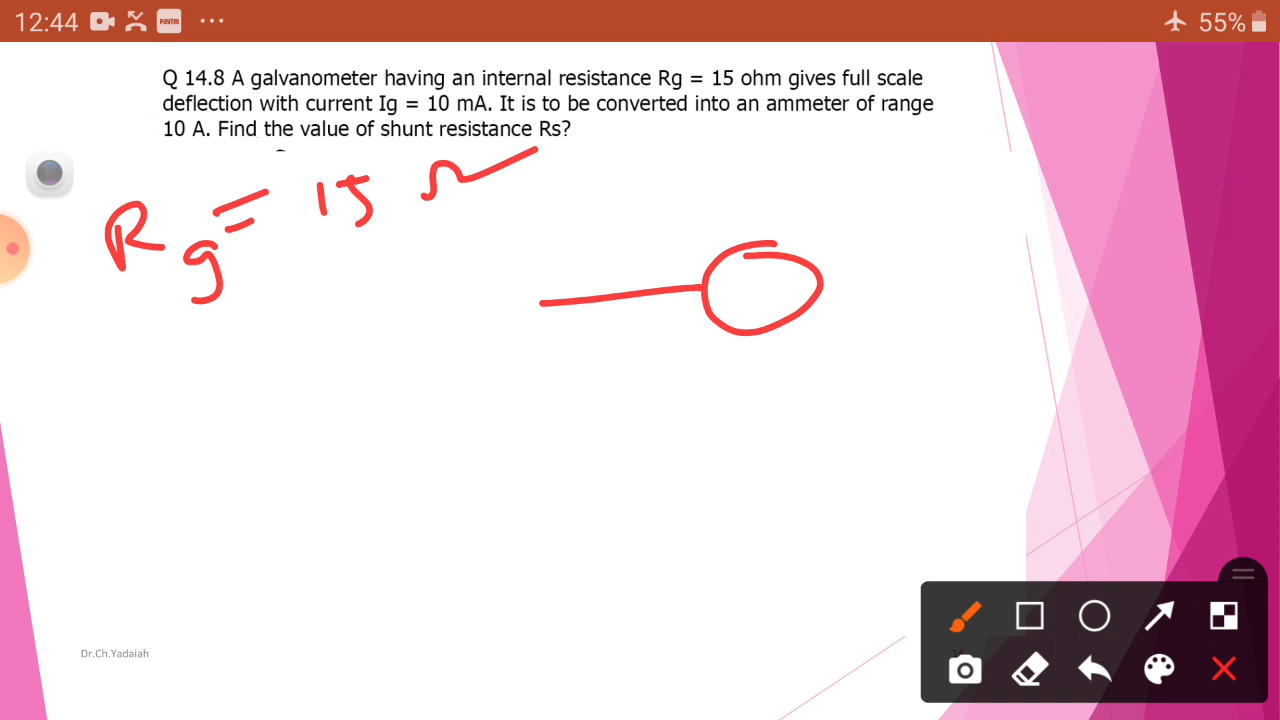 12:44 Paytm 55%
Q 14.8 A galvanometer having an internal resistance Rg = 15 ohm gives full scale
deflection with current Ig = 10 mA. It is to be converted into an ammeter of range
10 A. Find the value of shunt resistance Rs?
Rg = 15 Ω
Dr.Ch.Yadaiah
14